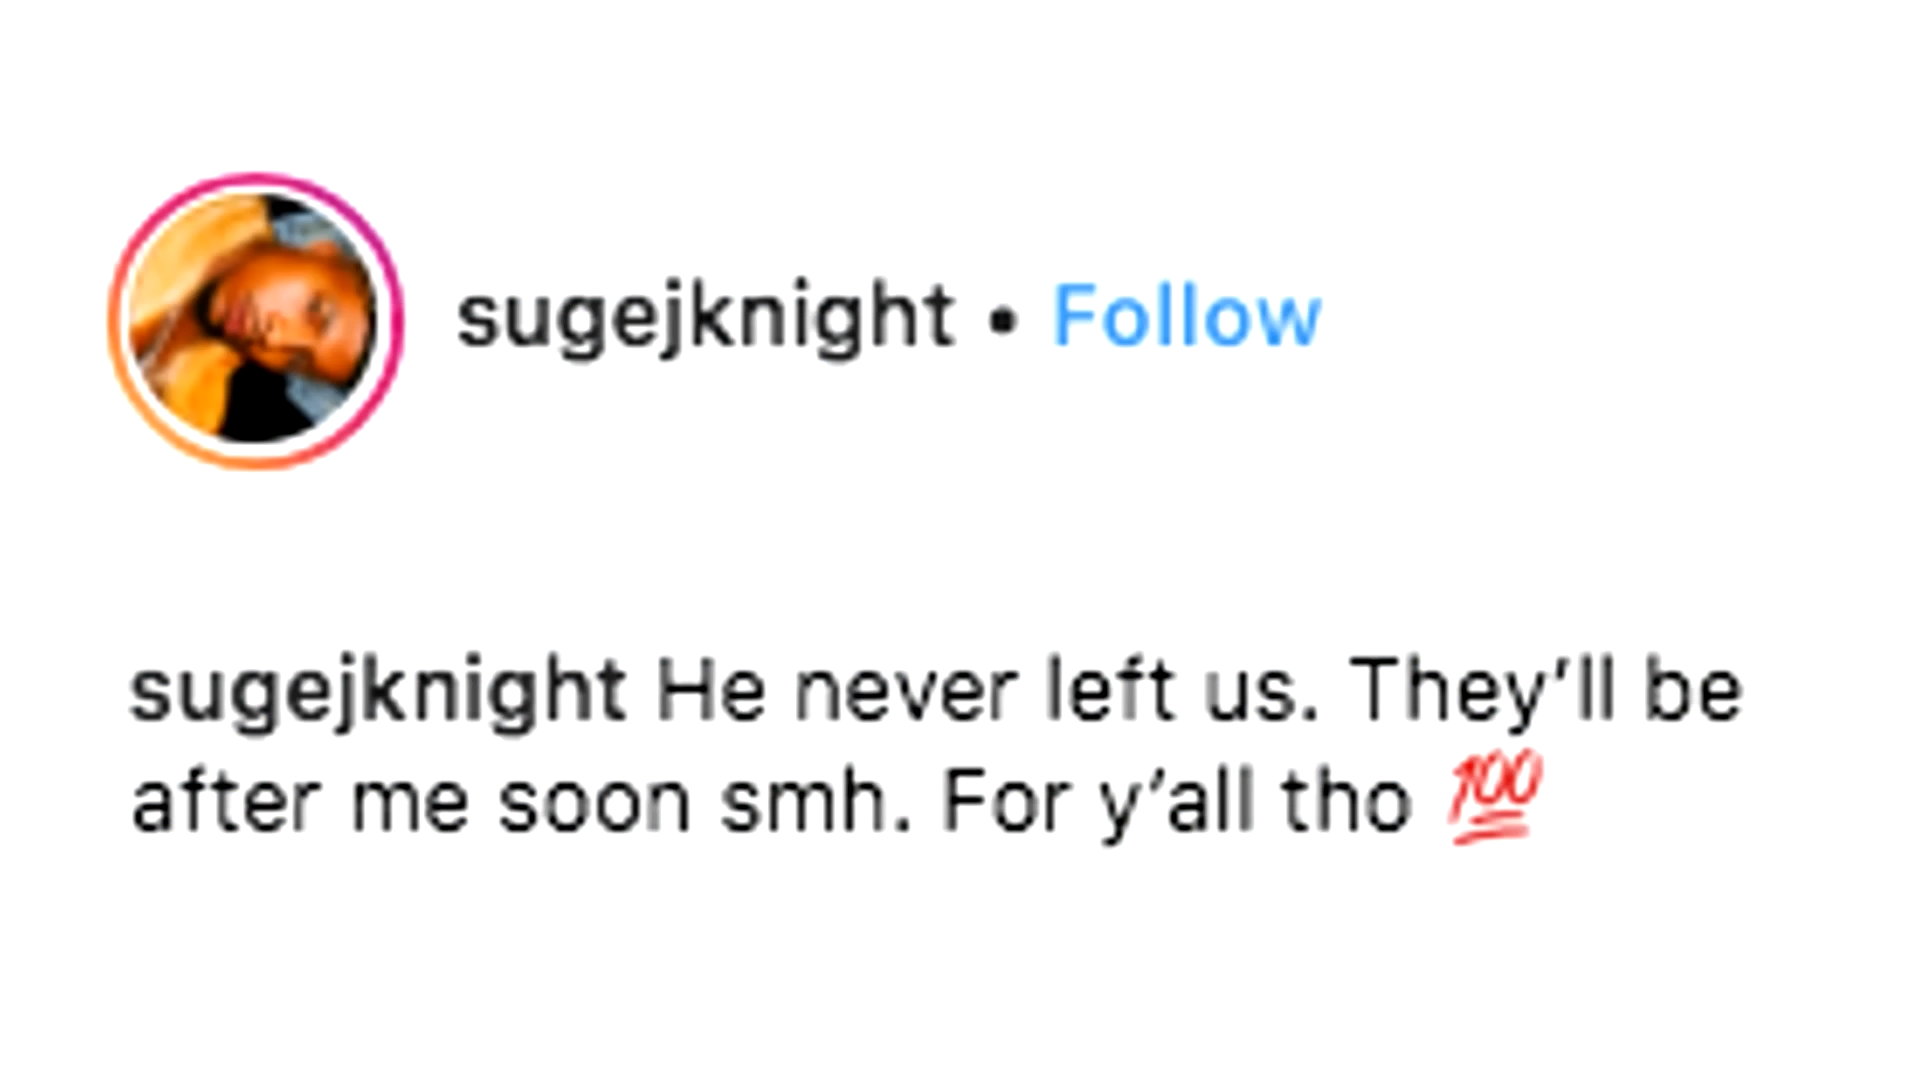 sugejknight • Follow
sugejknight He never left us. They’ll be
after me soon smh. For y’all tho 💯